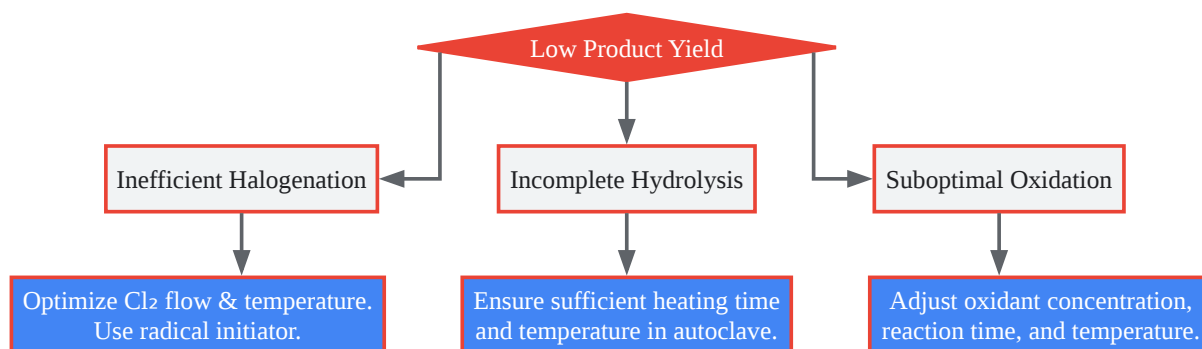 Low Product Yield
Inefficient Halogenation
Incomplete Hydrolysis
Suboptimal Oxidation
Optimize Cl₂ flow & temperature.
Use radical initiator.
Ensure sufficient heating time
and temperature in autoclave.
Adjust oxidant concentration,
reaction time, and temperature.